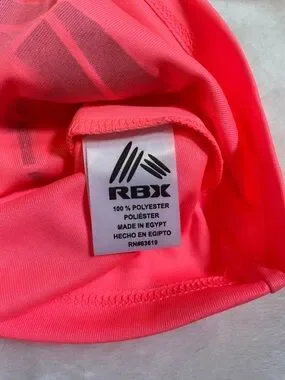 RBX
100 % POLYESTER
POLIÉSTER
MADE IN EGYPT
HECHO EN EGIPTO
RN#63619